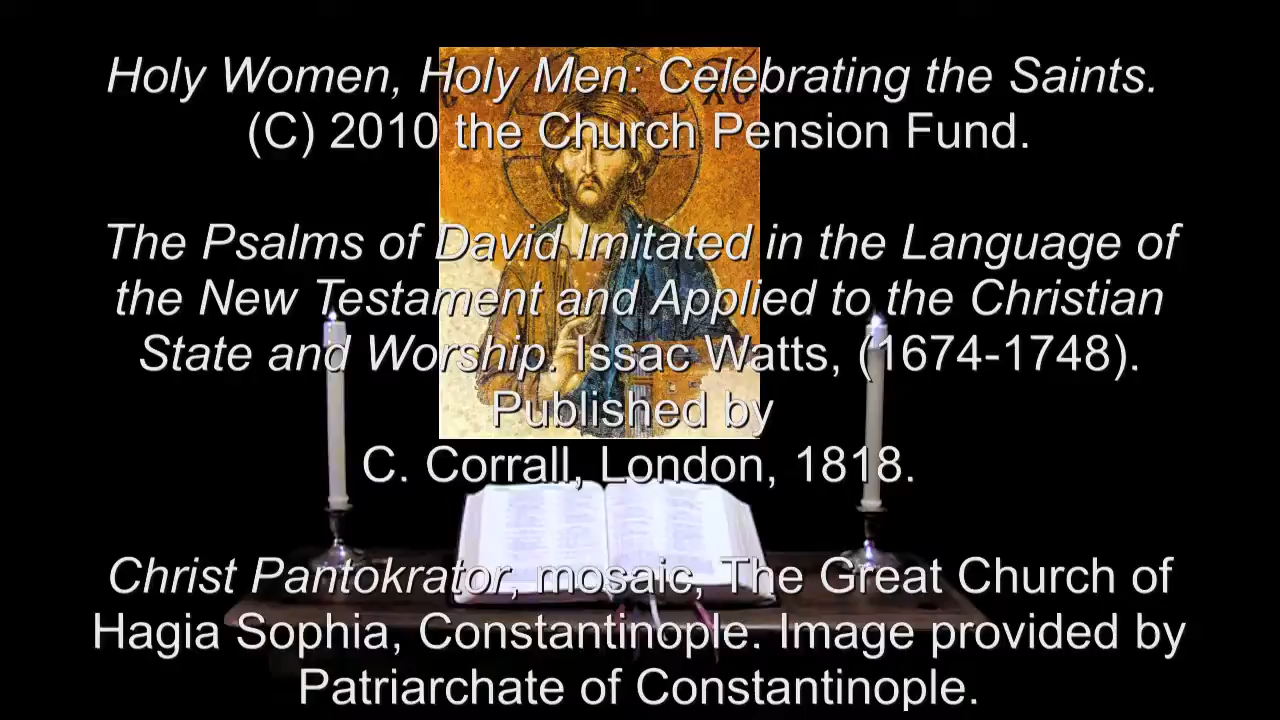 Holy Women, Holy Men: Celebrating the Saints.
(C) 2010 the Church Pension Fund.
The Psalms of David Imitated in the Language of
the New Testament and Applied to the Christian
State and Worship. Issac Watts, (1674-1748).
Published by
C. Corrall, London, 1818.
Christ Pantokrator, mosaic, The Great Church of
Hagia Sophia, Constantinople. Image provided by
Patriarchate of Constantinople.